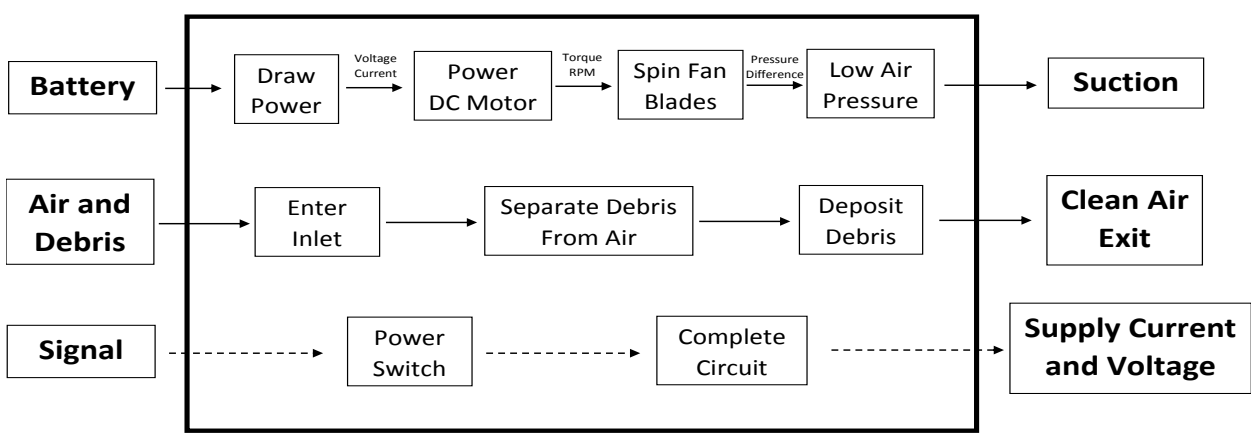 Battery
Draw
Power
Voltage
Current
Power
DC Motor
Torque
RPM
Spin Fan
Blades
Pressure
Difference
Low Air
Pressure
Suction
Air and
Debris
Enter
Inlet
Separate Debris
From Air
Deposit
Debris
Clean Air
Exit
Signal
Power
Switch
Complete
Circuit
Supply Current
and Voltage